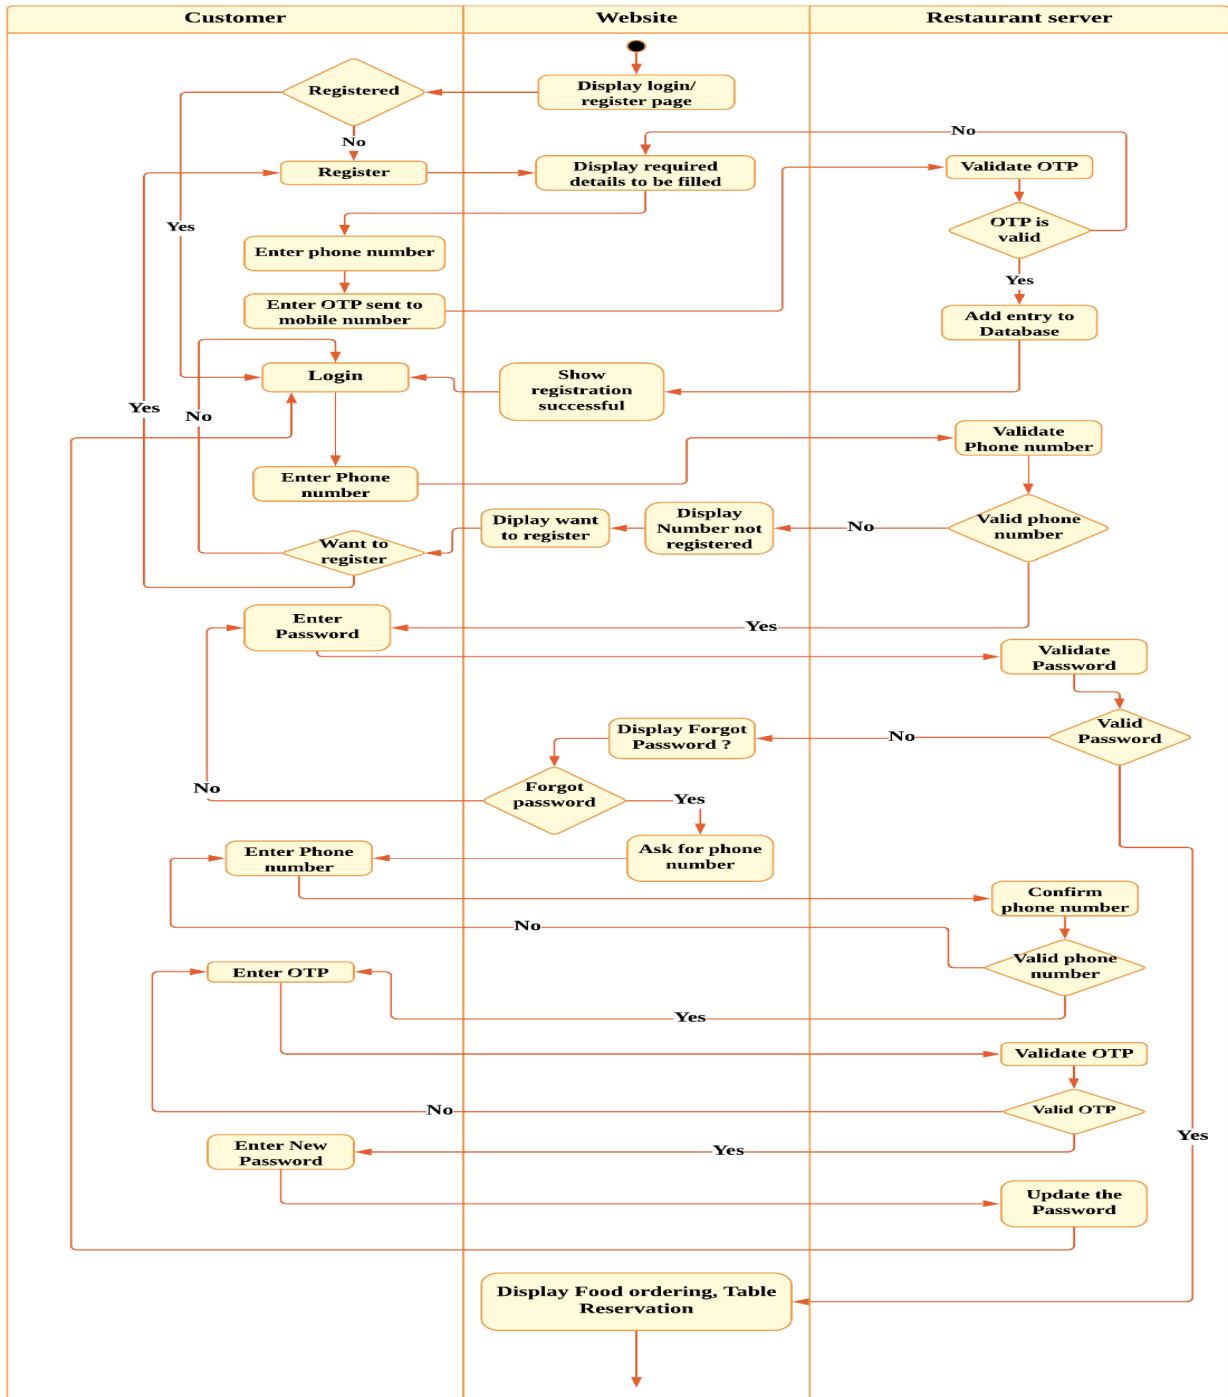 Customer
Website
Restaurant server
Display login/
register page
Registered
No
No
Register
Display required
details to be filled
Validate OTP
Yes
OTP is
valid
Enter phone number
Yes
Enter OTP sent to
mobile number
Add entry to
Database
Login
Show
registration
successful
Yes
No
Validate
Phone number
Enter Phone
number
Diplay want
to register
Display
Number not
registered
No
Valid phone
number
Want to
register
Enter
Password
Yes
Validate
Password
Display Forgot
Password ?
No
Valid
Password
No
Forgot
password
Yes
Enter Phone
number
Ask for phone
number
Confirm
phone number
No
Valid phone
number
Enter OTP
Yes
Validate OTP
No
Valid OTP
Enter New
Password
Yes
Yes
Update the
Password
Display Food ordering, Table
Reservation